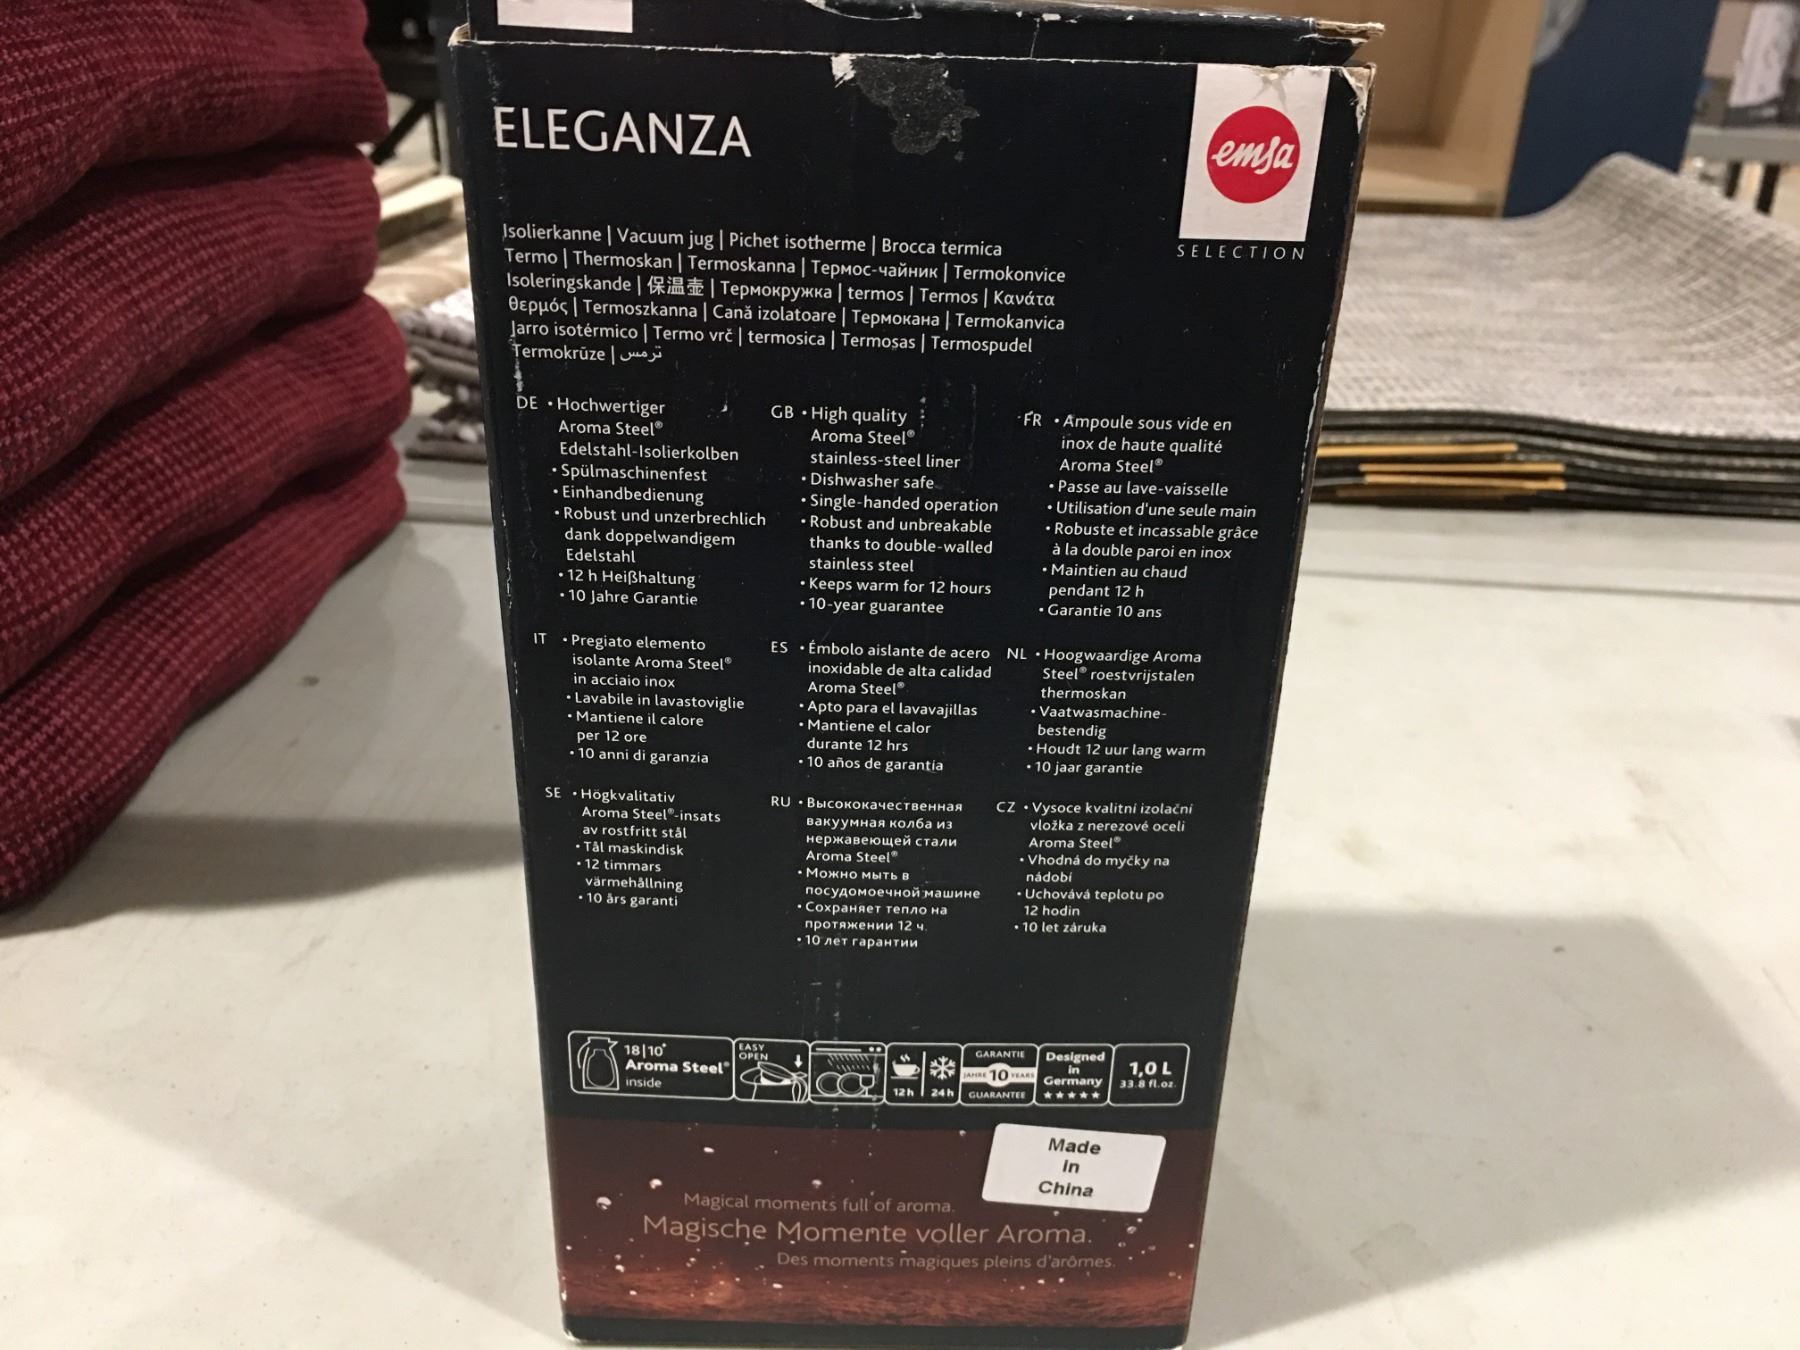 ELEGANZA
emsa
SELECTION
Isolierkanne | Vacuum jug | Pichet isotherme | Brocca termica
Termo | Thermoskan | Termoskanna | Термос-чайник | Termokonvice
Isoleringskande | 保温壶 | Термокружка | termos | Termos | Κανάτα
θερμός | Termoszkanna | Cană izolatoare | Термокана | Termokanvica
Jarro isotérmico | Termo vrč | termosica | Termosas | Termospudel
Termokrūze | ترمس
DE • Hochwertiger
Aroma Steel®
Edelstahl-Isolierkolben
• Spülmaschinenfest
• Einhandbedienung
• Robust und unzerbrechlich
dank doppelwandigem
Edelstahl
• 12 h Heißhaltung
• 10 Jahre Garantie
GB • High quality
Aroma Steel®
stainless-steel liner
• Dishwasher safe
• Single-handed operation
• Robust and unbreakable
thanks to double-walled
stainless steel
• Keeps warm for 12 hours
• 10-year guarantee
FR • Ampoule sous vide en
inox de haute qualité
Aroma Steel®
• Passe au lave-vaisselle
• Utilisation d'une seule main
• Robuste et incassable grâce
à la double paroi en inox
• Maintien au chaud
pendant 12 h
• Garantie 10 ans
IT • Pregiato elemento
isolante Aroma Steel®
in acciaio inox
• Lavabile in lavastoviglie
• Mantiene il calore
per 12 ore
• 10 anni di garanzia
ES • Émbolo aislante de acero
inoxidable de alta calidad
Aroma Steel®
• Apto para el lavavajillas
• Mantiene el calor
durante 12 hrs
• 10 años de garantía
NL • Hoogwaardige Aroma
Steel® roestvrijstalen
thermoskan
• Vaatwasmachine-
bestendig
• Houdt 12 uur lang warm
• 10 jaar garantie
SE • Högkvalitativ
Aroma Steel®-insats
av rostfritt stål
• Tål maskindisk
• 12 timmars
värmehållning
• 10 års garanti
RU • Высококачественная
вакуумная колба из
нержавеющей стали
Aroma Steel®
• Можно мыть в
посудомоечной машине
• Сохраняет тепло на
протяжении 12 ч.
• 10 лет гарантии
CZ • Vysoce kvalitní izolační
vložka z nerezové oceli
Aroma Steel®
• Vhodná do myčky na
nádobí
• Uchovává teplotu po
12 hodin
• 10 let záruka
18|10*
Aroma Steel®
inside
EASY
OPEN
12h | 24h
GARANTIE
JAHRE 10 YEARS
GUARANTEE
Designed
in
Germany
★★★★★
1,0 L
33.8 fl.oz.
Made
in
China
Magical moments full of aroma.
Magische Momente voller Aroma.
Des moments magiques pleins d'arômes.